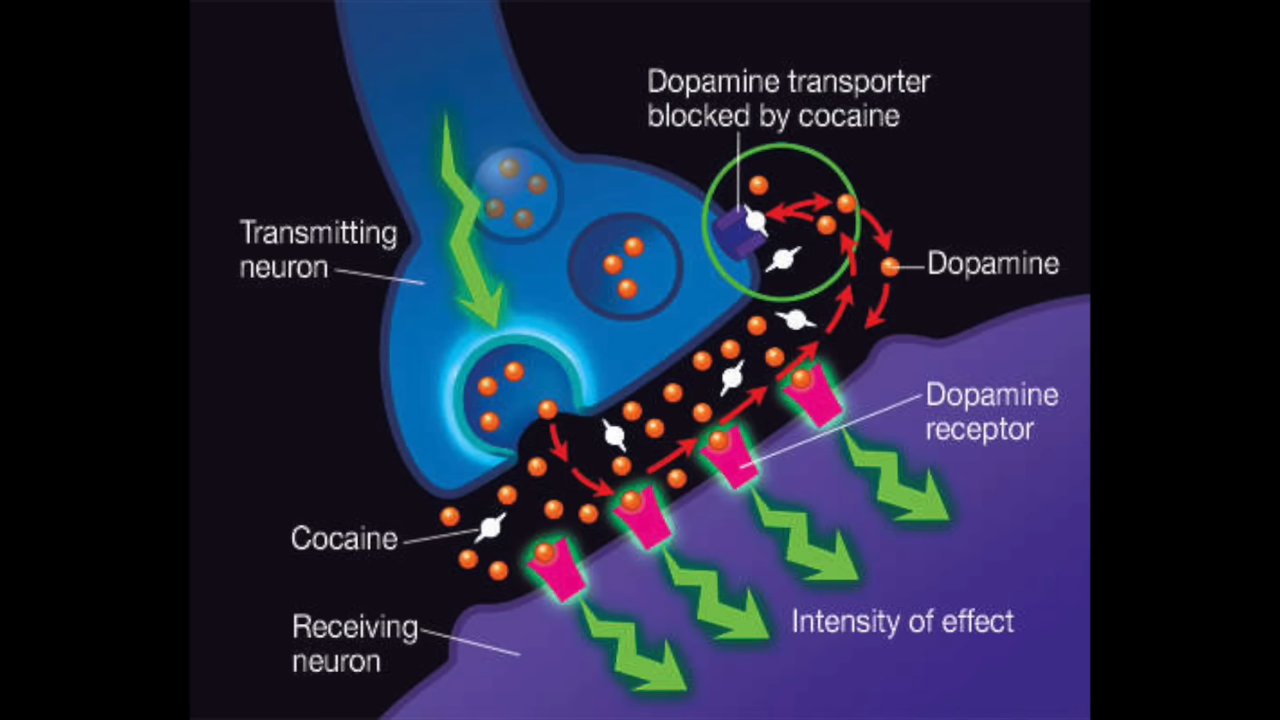 Dopamine transporter
blocked by cocaine
Transmitting
neuron
Dopamine
Dopamine
receptor
Cocaine
Intensity of effect
Receiving
neuron